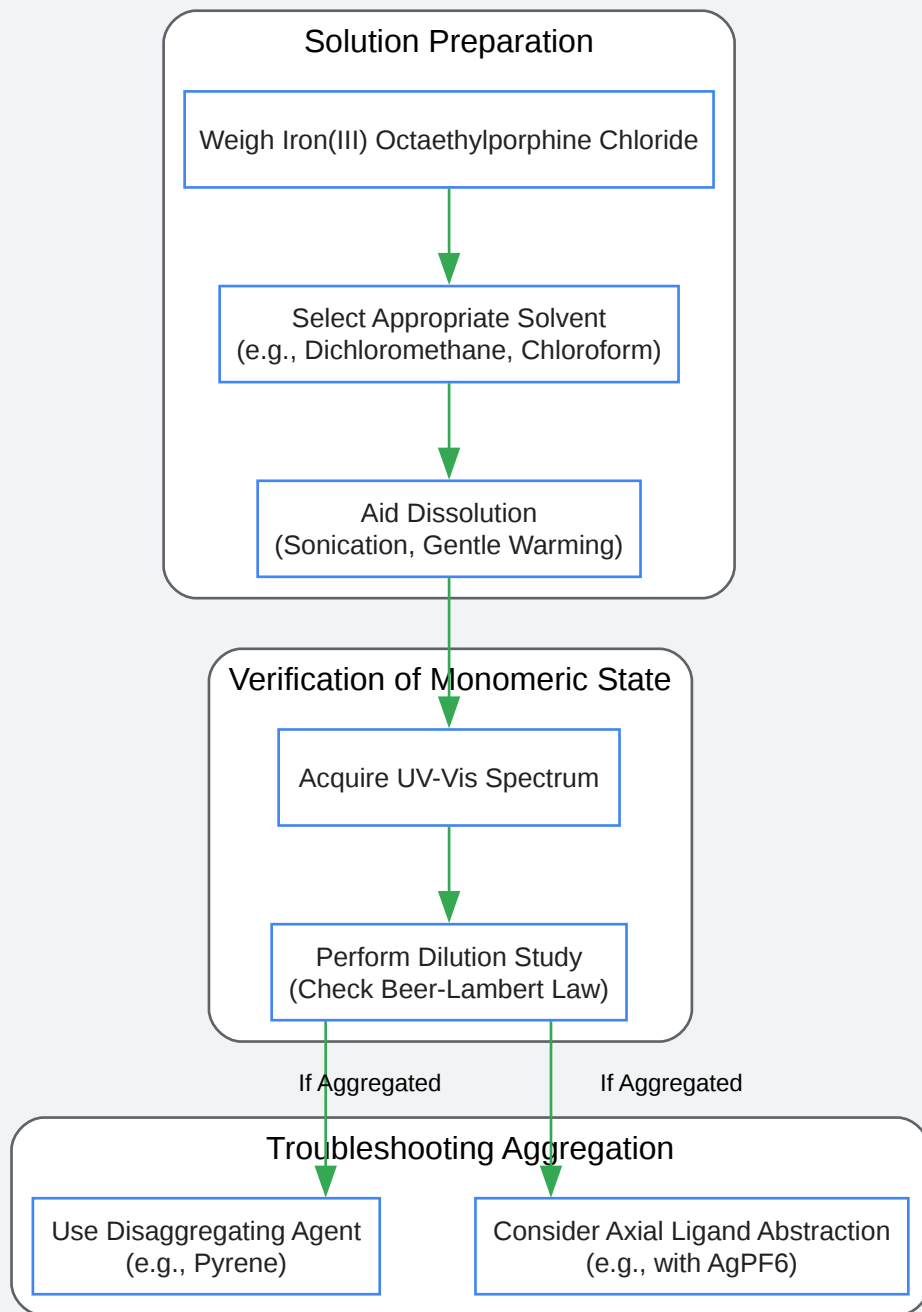 Solution Preparation
Weigh Iron(III) Octaethylporphine Chloride
Select Appropriate Solvent
(e.g., Dichloromethane, Chloroform)
Aid Dissolution
(Sonication, Gentle Warming)
Verification of Monomeric State
Acquire UV-Vis Spectrum
Perform Dilution Study
(Check Beer-Lambert Law)
If Aggregated
If Aggregated
Troubleshooting Aggregation
Use Disaggregating Agent
(e.g., Pyrene)
Consider Axial Ligand Abstraction
(e.g., with AgPF6)